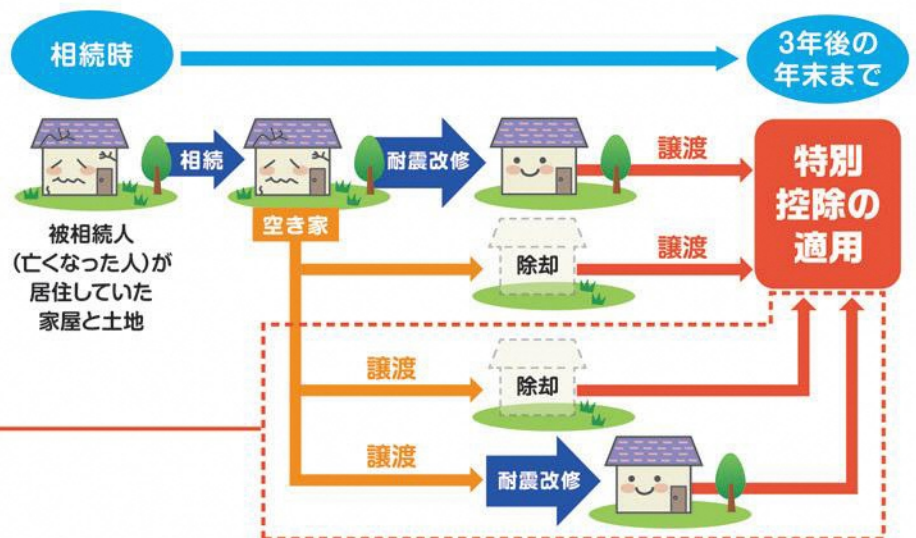 相続時
3年後の
年末まで
相続
耐震改修
譲渡
特別
控除の
適用
空き家
被相続人
(亡くなった人)が
居住していた
家屋と土地
除却
譲渡
譲渡
除却
譲渡
耐震改修